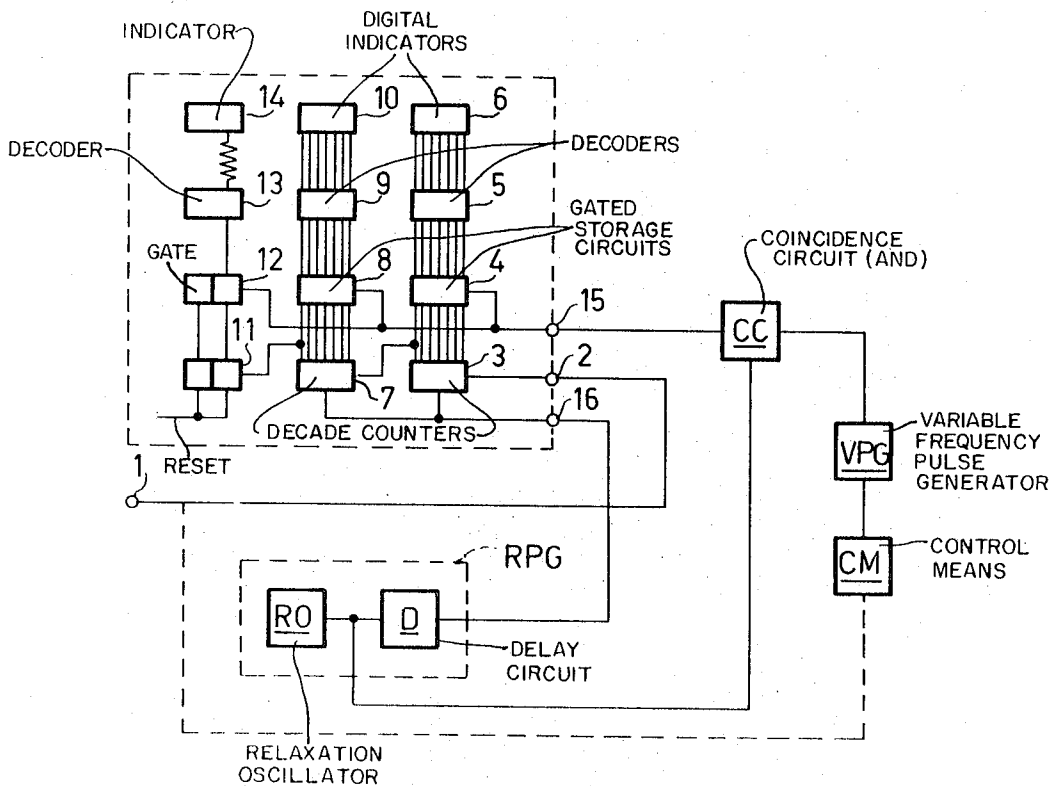 DIGITAL
INDICATORS
INDICATOR
14
10
6
DECODER
DECODERS
13
9
5
GATED
STORAGE
CIRCUITS
GATE
12
8
4
COINCIDENCE
CIRCUIT (AND)
15
CC
11
3
2
7
16
DECADE COUNTERS
RESET
1
VPG
VARIABLE
FREQUENCY
PULSE
GENERATOR
RPG
CM
CONTROL
MEANS
RO
D
DELAY
CIRCUIT
RELAXATION
OSCILLATOR